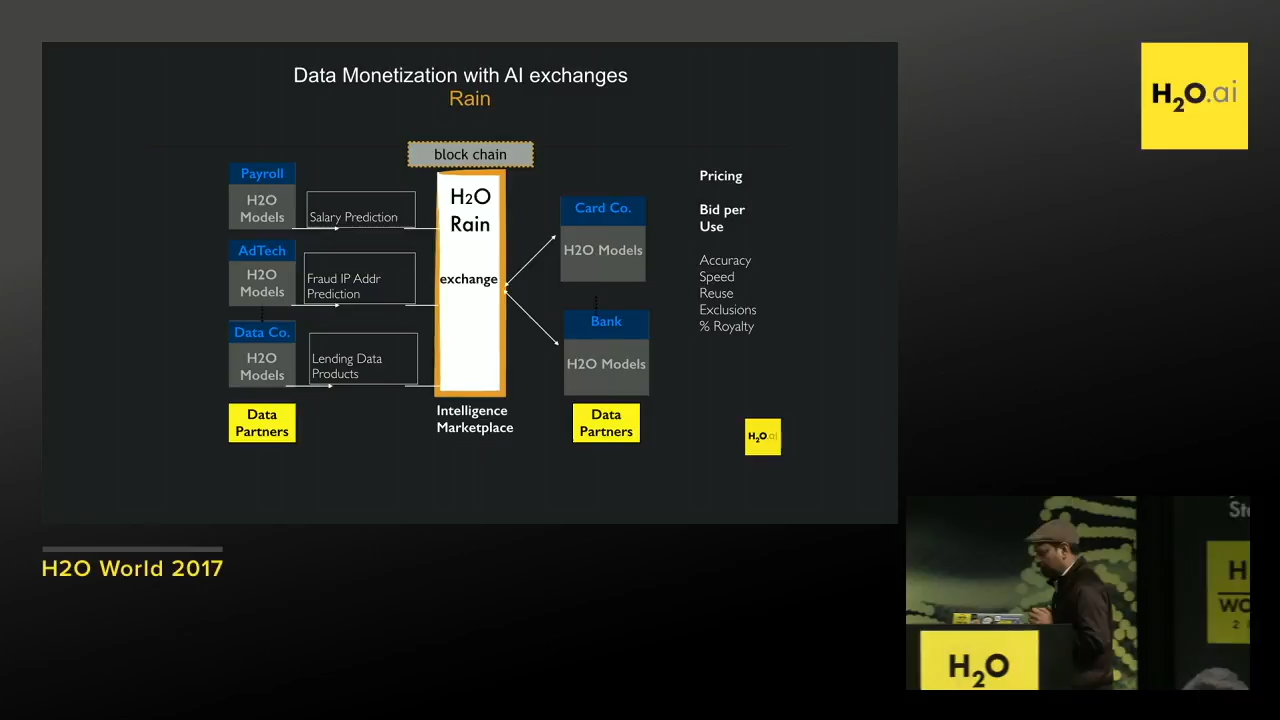 Data Monetization with AI exchanges
Rain
block chain
Payroll
H2O
Models
Salary Prediction
AdTech
H2O
Models
Fraud IP Addr
Prediction
Data Co.
H2O
Models
Lending Data
Products
Data
Partners
H2O
Rain
exchange
Intelligence
Marketplace
Card Co.
H2O Models
Bank
H2O Models
Data
Partners
Pricing
Bid per
Use
Accuracy
Speed
Reuse
Exclusions
% Royalty
H2O.ai
H2O.ai
H2O World 2017
H2O